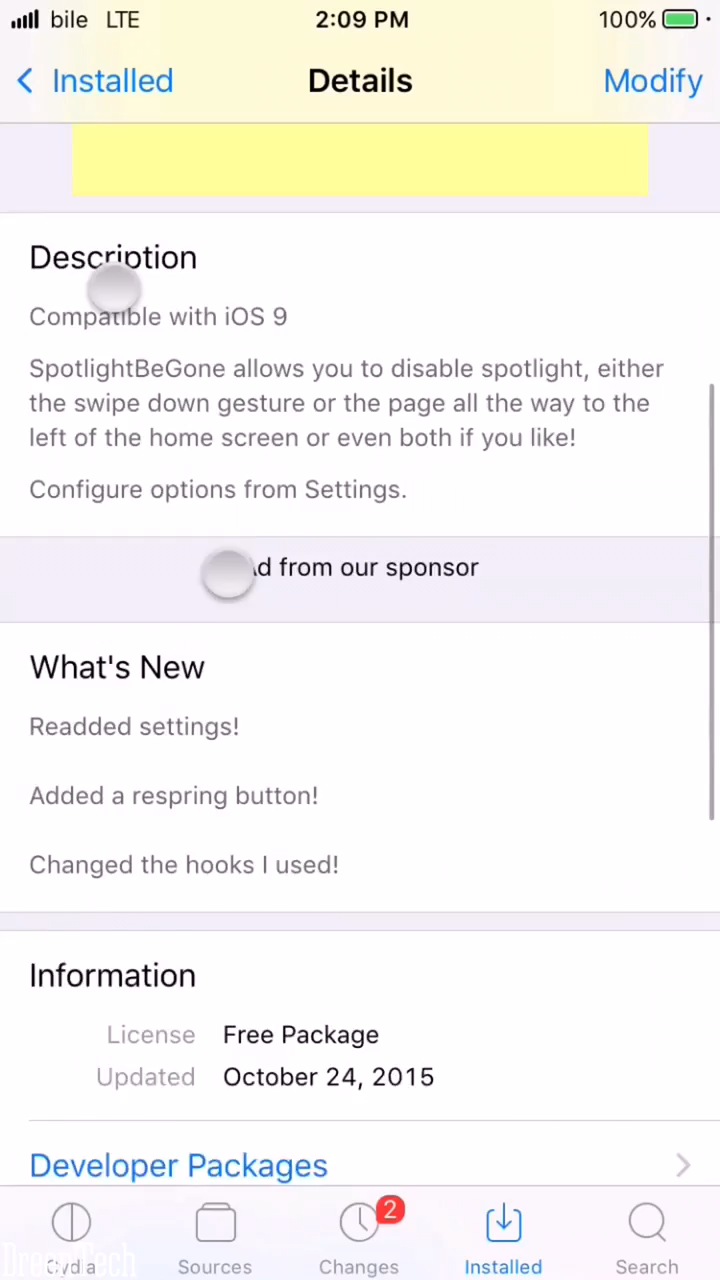 bile LTE 2:09 PM 100%
Installed Details Modify
Description
Compatible with iOS 9
SpotlightBeGone allows you to disable spotlight, either
the swipe down gesture or the page all the way to the
left of the home screen or even both if you like!
Configure options from Settings.
Ad from our sponsor
What's New
Readded settings!
Added a respring button!
Changed the hooks I used!
Information
License Free Package
Updated October 24, 2015
Developer Packages
2
Cydia Sources Changes Installed Search